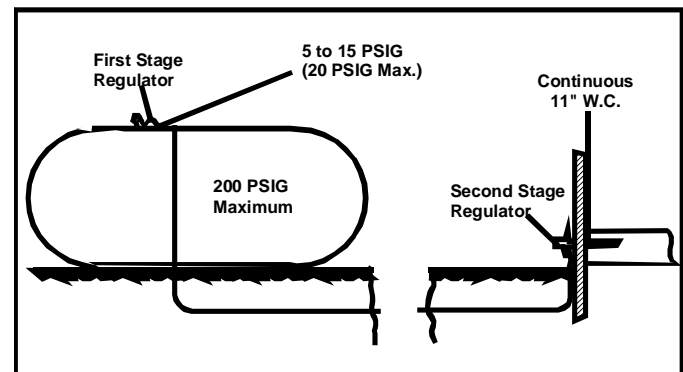 First Stage
Regulator
5 to 15 PSIG
(20 PSIG Max.)
Continuous
11" W.C.
200 PSIG
Maximum
Second Stage
Regulator